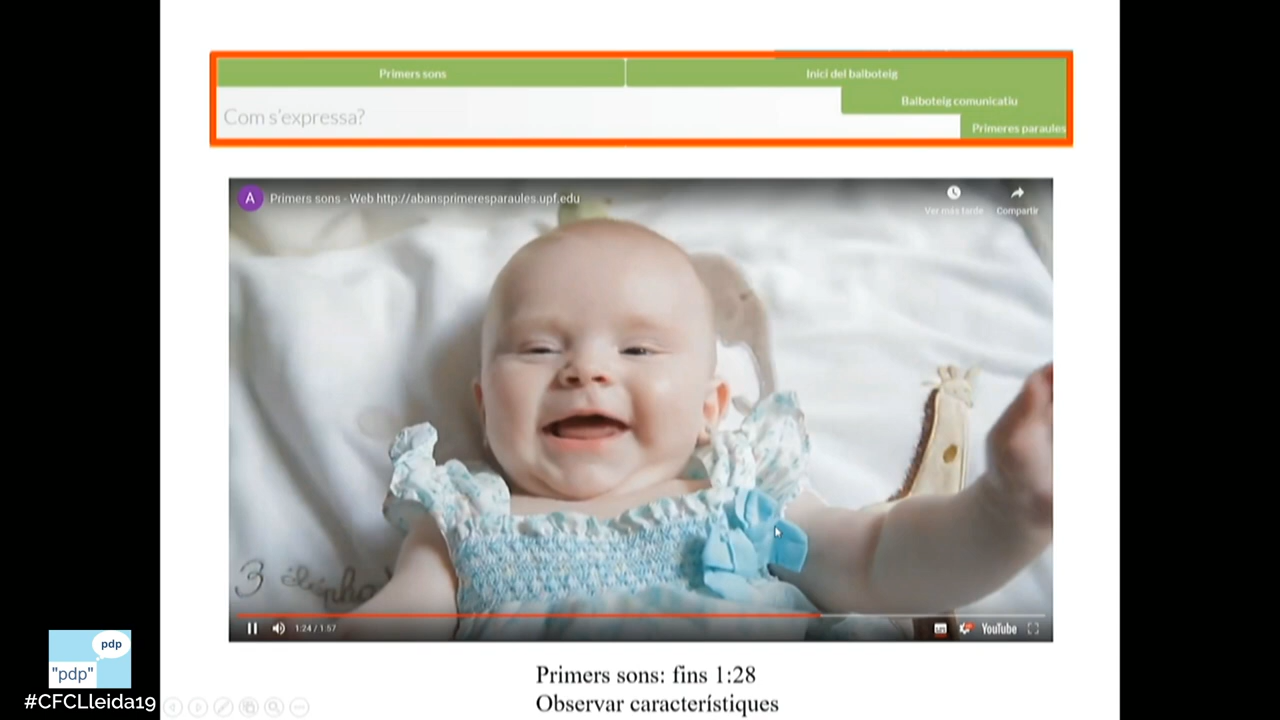 Primers sons
Inici del balboteig
Balboteig comunicatiu
Com s'expressa?
Primeres paraules
A
Primers sons - Web http://abansprimeresparaules.upf.edu
Ver más tarde
Compartir
3
1:24 / 1:57
YouTube
pdp
"pdp"
#CFCLleida19
Primers sons: fins 1:28
Observar característiques